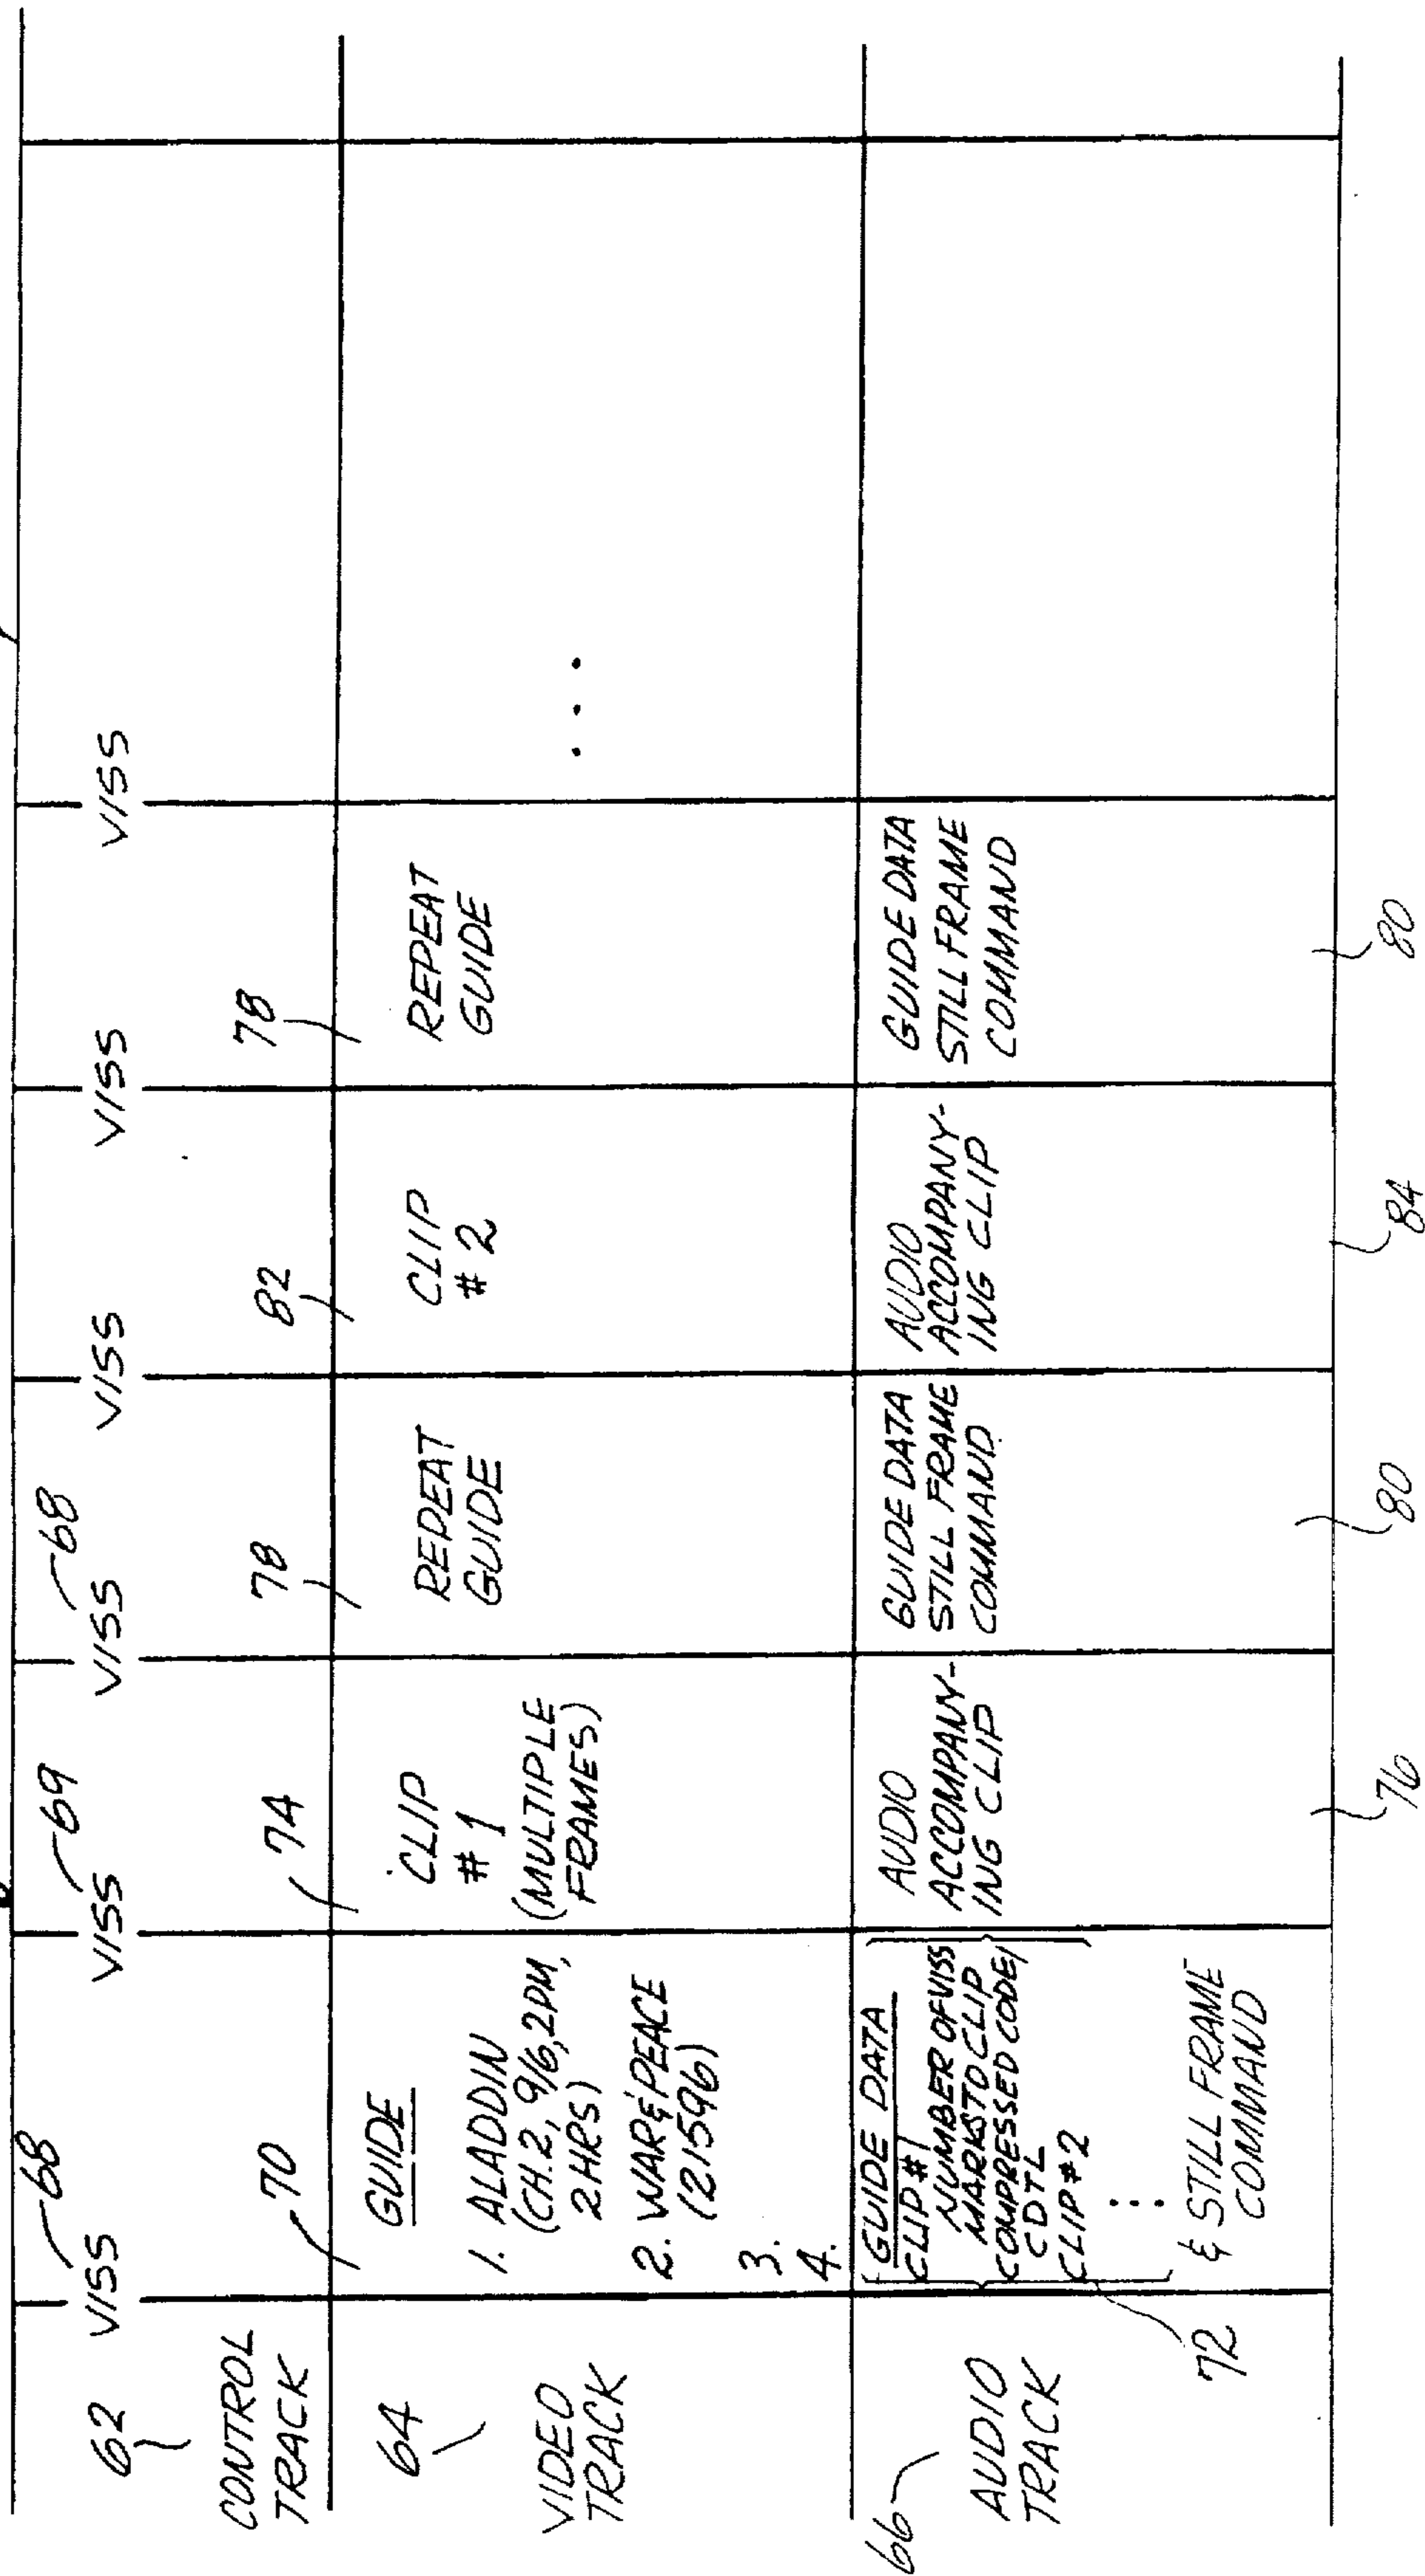 62
CONTROL
TRACK
VISS
68
VISS
69
VISS
68
VISS
VISS
VISS
70
74
78
82
78
64
VIDEO
TRACK
GUIDE
1. ALADDIN
(CH.2, 9/6, 2PM,
2 HRS)
2. WAR & PEACE
(21596)
3.
4.
CLIP
# 1
(MULTIPLE
FRAMES)
REPEAT
GUIDE
CLIP
# 2
REPEAT
GUIDE
...
66
AUDIO
TRACK
GUIDE DATA
CLIP #1
NUMBER OF VISS
MARKS TO CLIP
COMPRESSED CODE/
CDTL
CLIP #2
...
& STILL FRAME
COMMAND
72
AUDIO
ACCOMPANY-
ING CLIP
76
GUIDE DATA
STILL FRAME
COMMAND
80
AUDIO
ACCOMPANY-
ING CLIP
84
GUIDE DATA
STILL FRAME
COMMAND
80